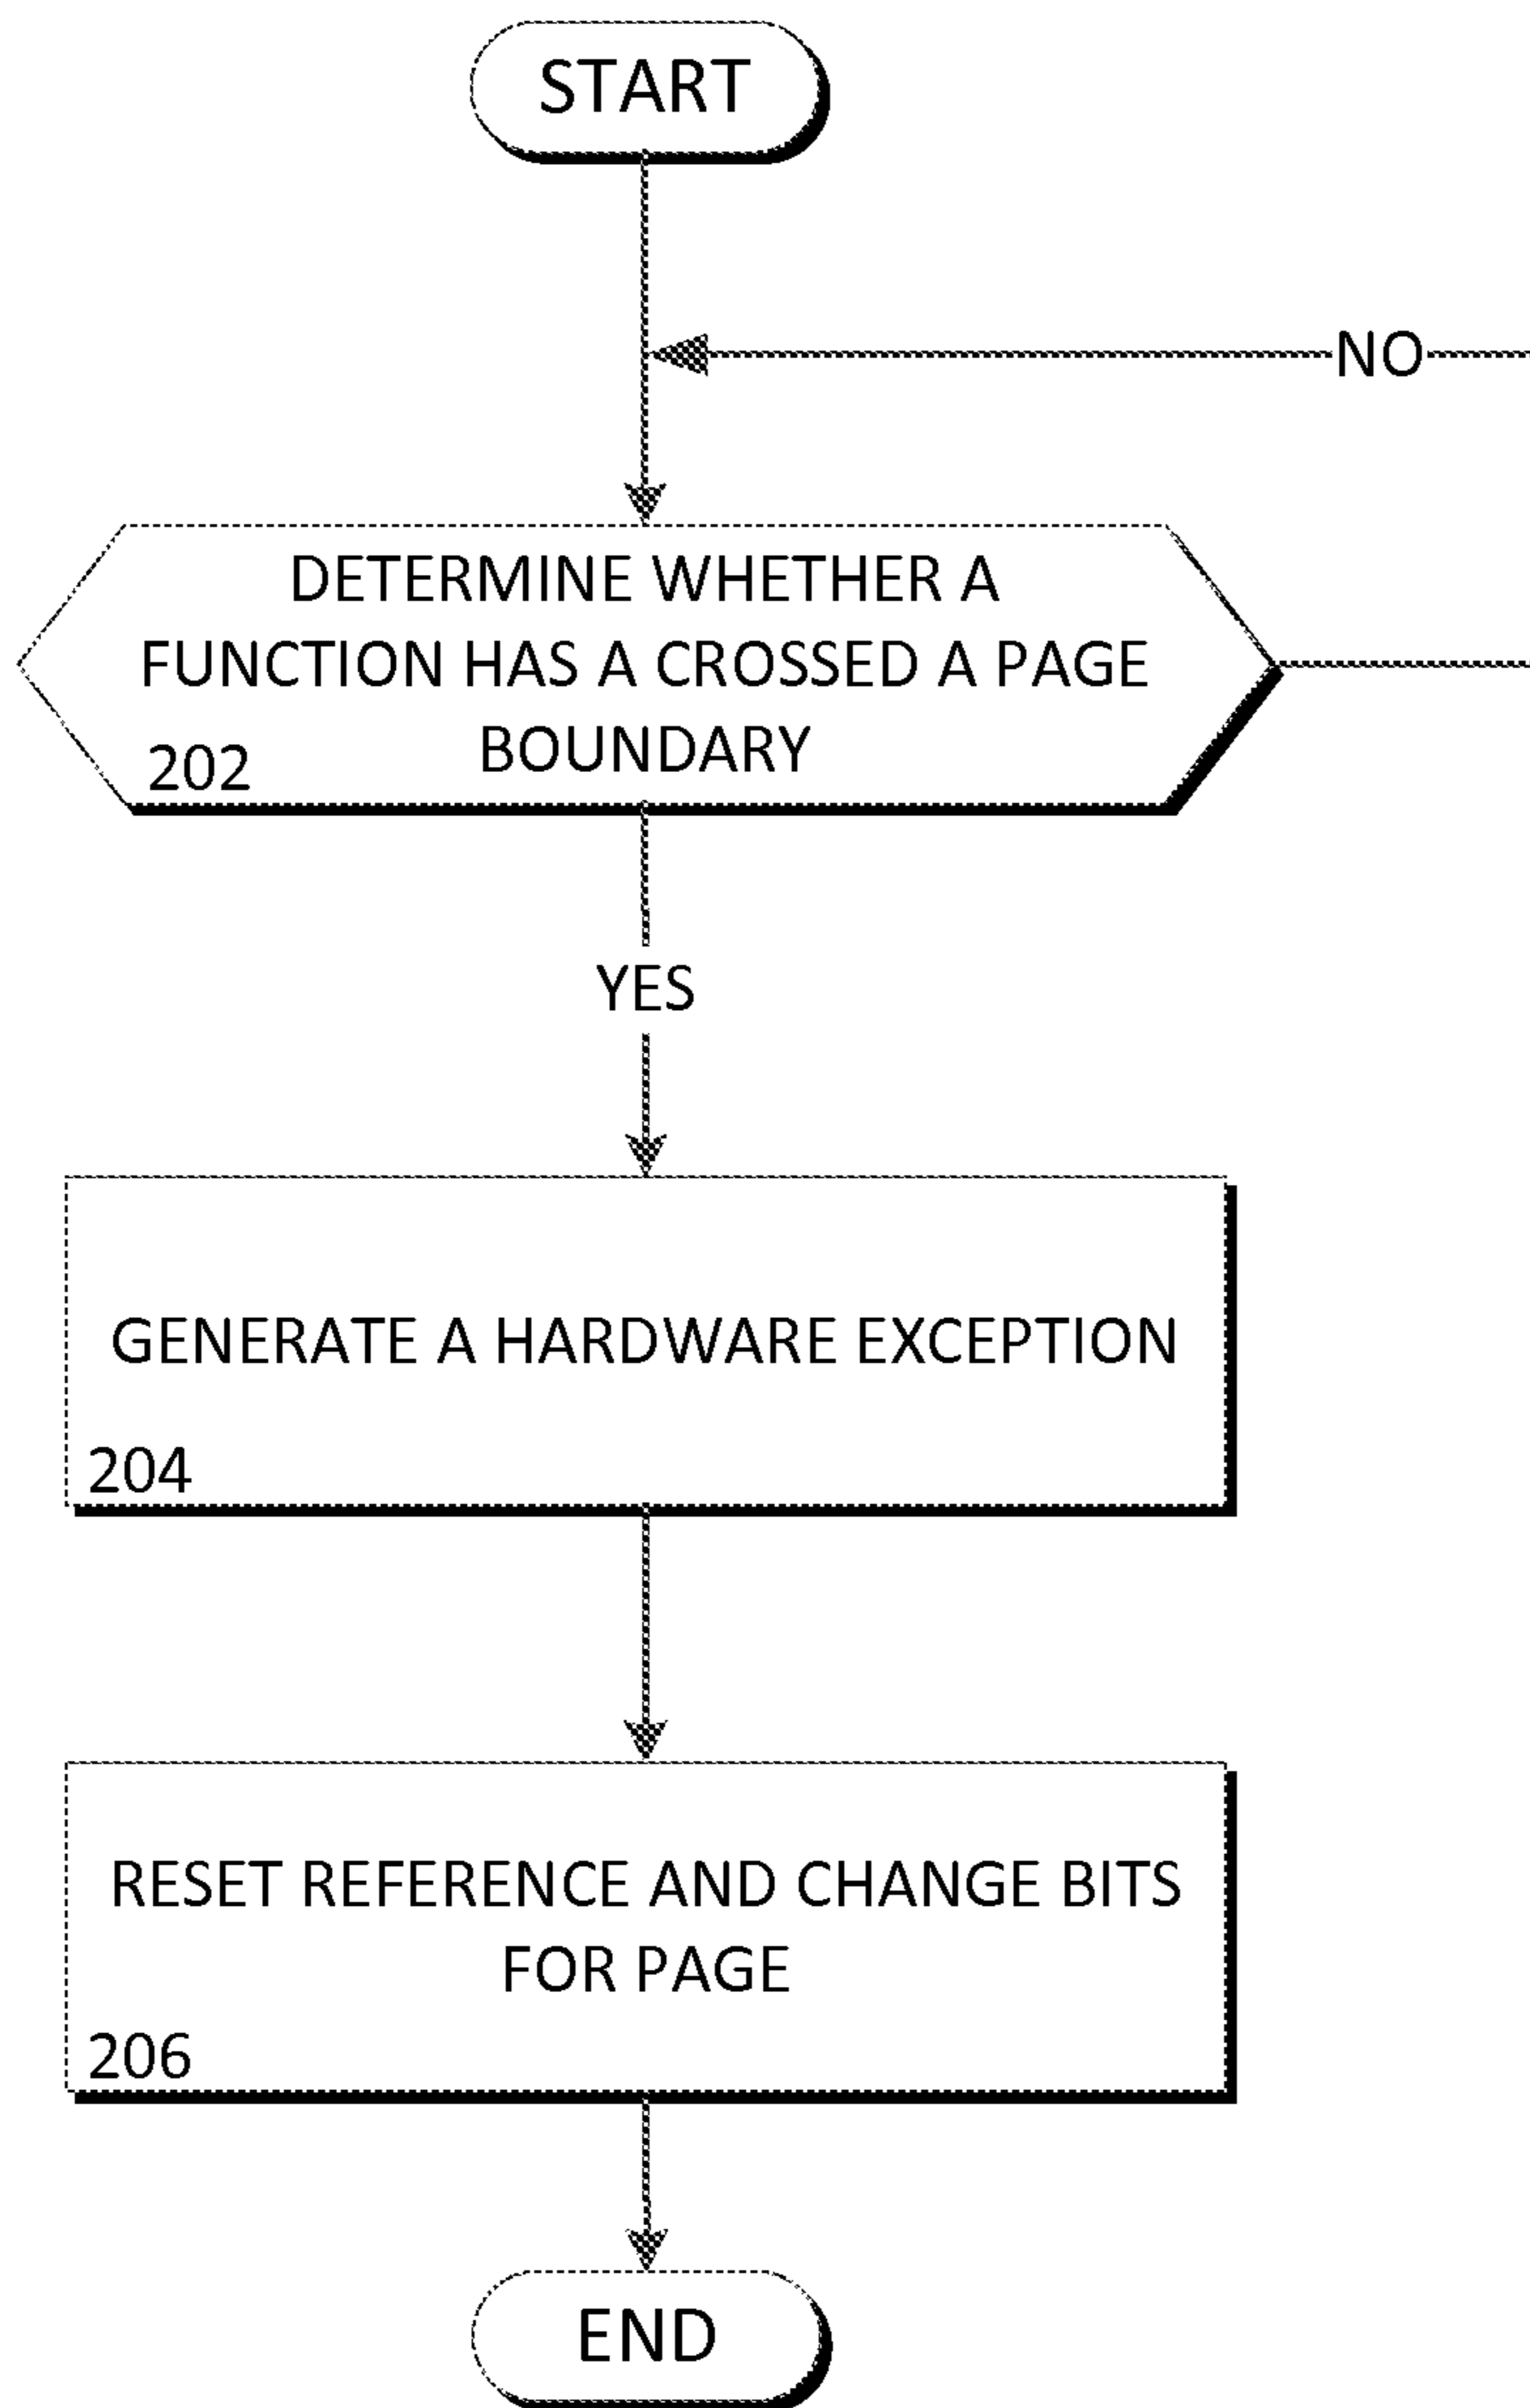 START
NO
DETERMINE WHETHER A
FUNCTION HAS A CROSSED A PAGE
BOUNDARY
202
YES
GENERATE A HARDWARE EXCEPTION
204
RESET REFERENCE AND CHANGE BITS
FOR PAGE
206
END